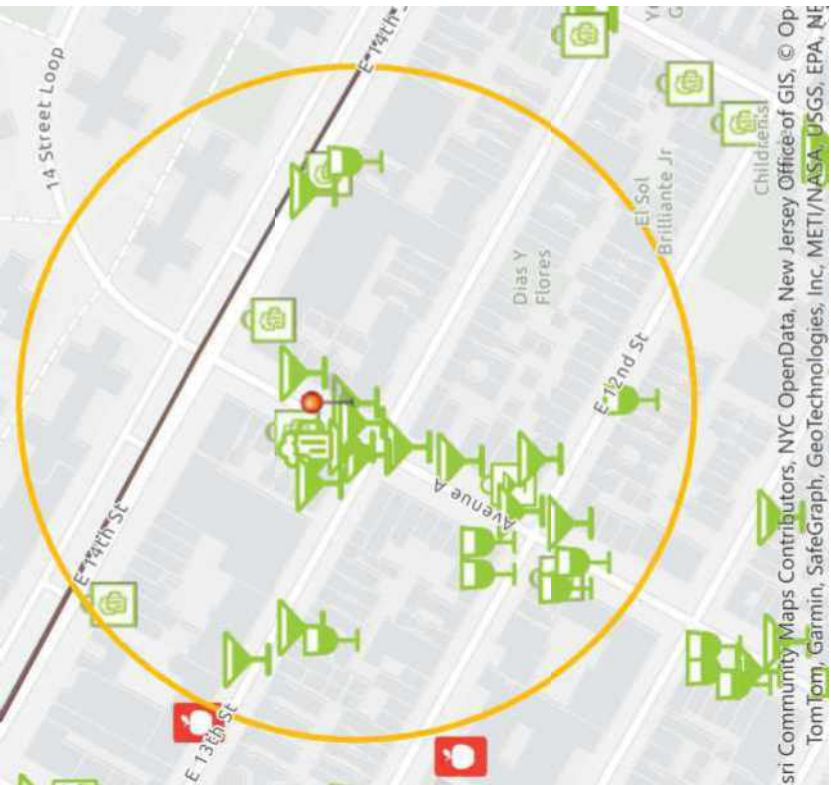 14 Street Loop
E 14th S
E 14th St
El Sol
Brilliante Jr
Dias Y
Flores
E 12nd St
Avenue A
E 13th St
sri Community Maps Contributors, NYC OpenData, New Jersey Office of GIS, © Op
TomTom, Garmin, SafeGraph, GeoTechnologies, Inc, METI/NASA, USGS, EPA, NP